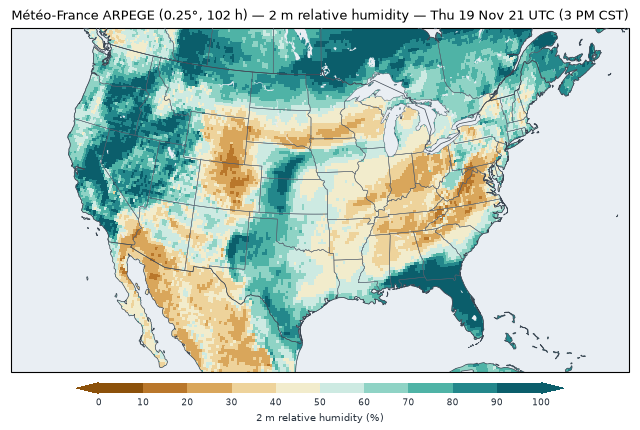 Météo-France ARPEGE (0.25°, 102 h) — 2 m relative humidity — Thu 19 Nov 21 UTC (3 PM CST)
0 10 20 30 40 50 60 70 80 90 100
2 m relative humidity (%)